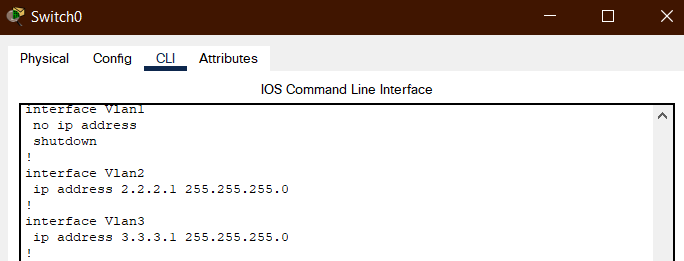 Switch0
Physical Config CLI Attributes
IOS Command Line Interface
interface Vlan1
no ip address
shutdown
!
interface Vlan2
ip address 2.2.2.1 255.255.255.0
!
interface Vlan3
ip address 3.3.3.1 255.255.255.0
!